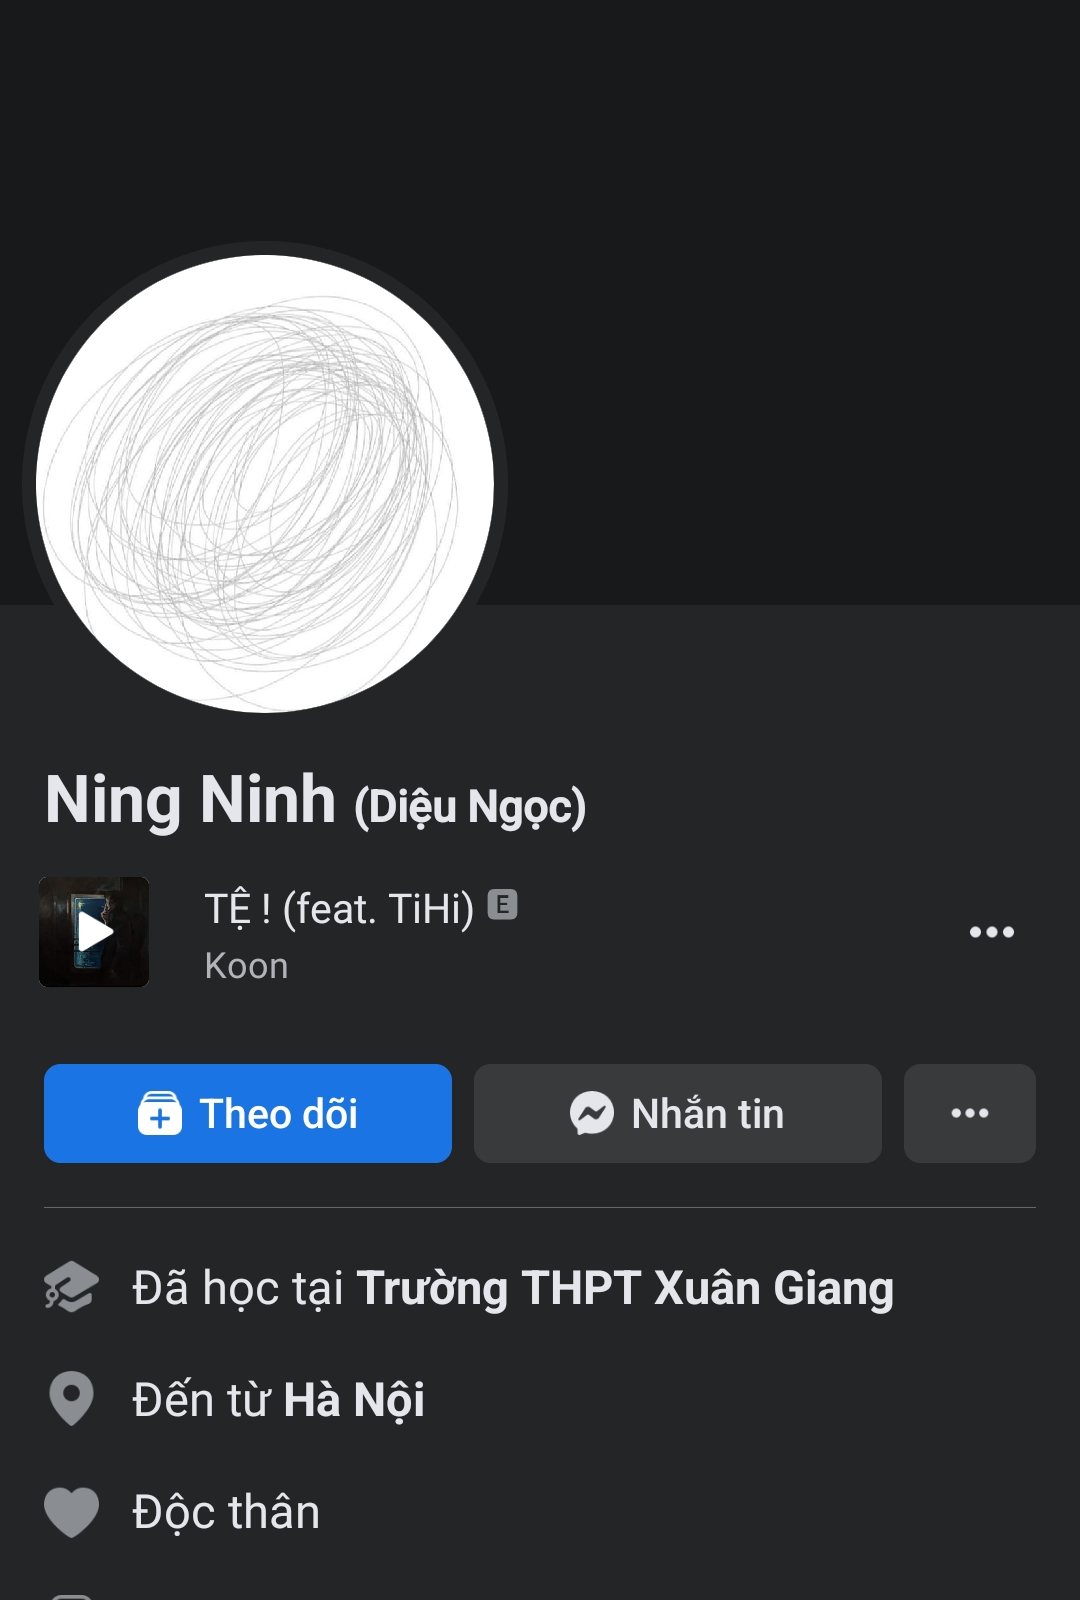 Ning Ninh (Diệu Ngọc)
TỆ ! (feat. TiHi) E
Koon
Theo dõi
Nhắn tin
Đã học tại Trường THPT Xuân Giang
Đến từ Hà Nội
Độc thân